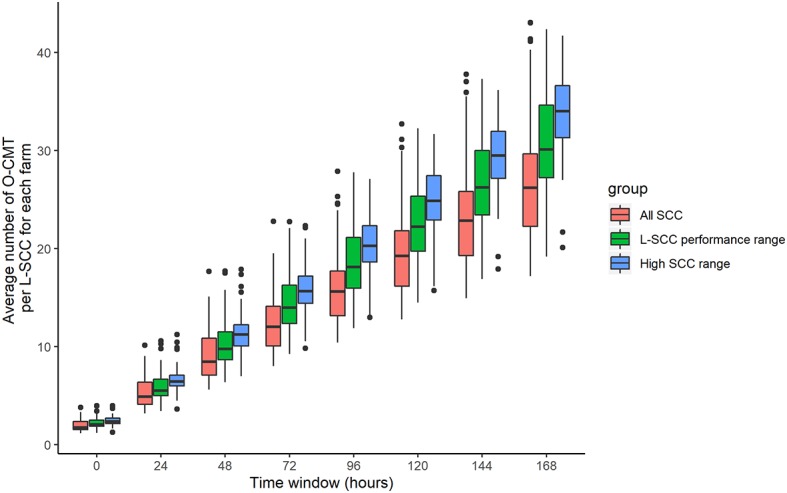 Average number of O-CMT
per L-SCC for each farm
40
30
20
10
0
0 24 48 72 96 120 144 168
Time window (hours)
group
All SCC
L-SCC performance range
High SCC range